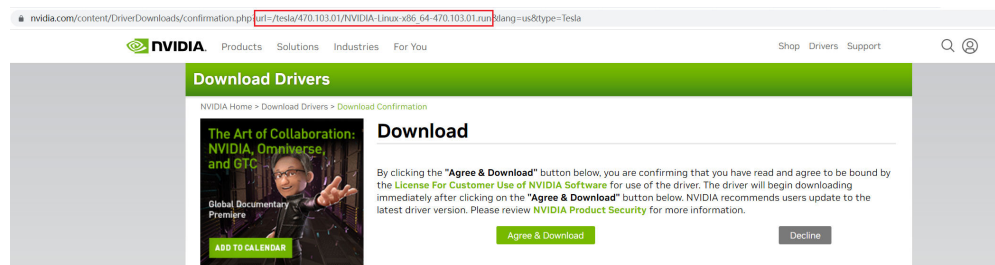 nvidia.com/content/DriverDownloads/confirmation.php?url=/tesla/470.103.01/NVIDIA-Linux-x86_64-470.103.01.run&lang=us&type=Tesla
NVIDIA. Products Solutions Industries For You Shop Drivers Support
Download Drivers
NVIDIA Home > Download Drivers > Download Confirmation
The Art of Collaboration:
NVIDIA, Omniverse,
and GTC
Global Documentary
Premiere
ADD TO CALENDAR
Download
By clicking the "Agree & Download" button below, you are confirming that you have read and agree to be bound by
the License For Customer Use of NVIDIA Software for use of the driver. The driver will begin downloading
immediately after clicking on the "Agree & Download" button below. NVIDIA recommends users update to the
latest driver version. Please review NVIDIA Product Security for more information.
Agree & Download Decline